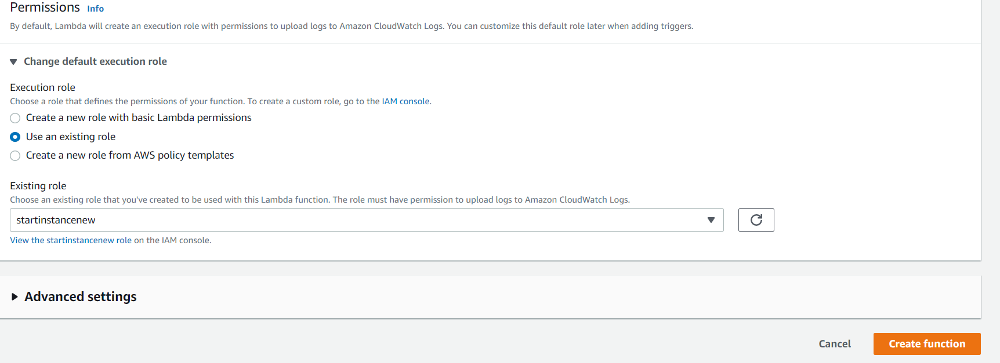 Permissions Info
By default, Lambda will create an execution role with permissions to upload logs to Amazon CloudWatch Logs. You can customize this default role later when adding triggers.
Change default execution role
Execution role
Choose a role that defines the permissions of your function. To create a custom role, go to the IAM console.
Create a new role with basic Lambda permissions
Use an existing role
Create a new role from AWS policy templates
Existing role
Choose an existing role that you've created to be used with this Lambda function. The role must have permission to upload logs to Amazon CloudWatch Logs.
startinstancenew
View the startinstancenew role on the IAM console.
Advanced settings
Cancel Create function